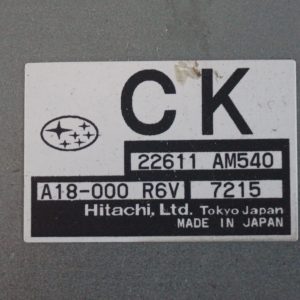 CK
22611 AM540
A18-000 R6V 7215
Hitachi, Ltd. Tokyo Japan
MADE IN JAPAN